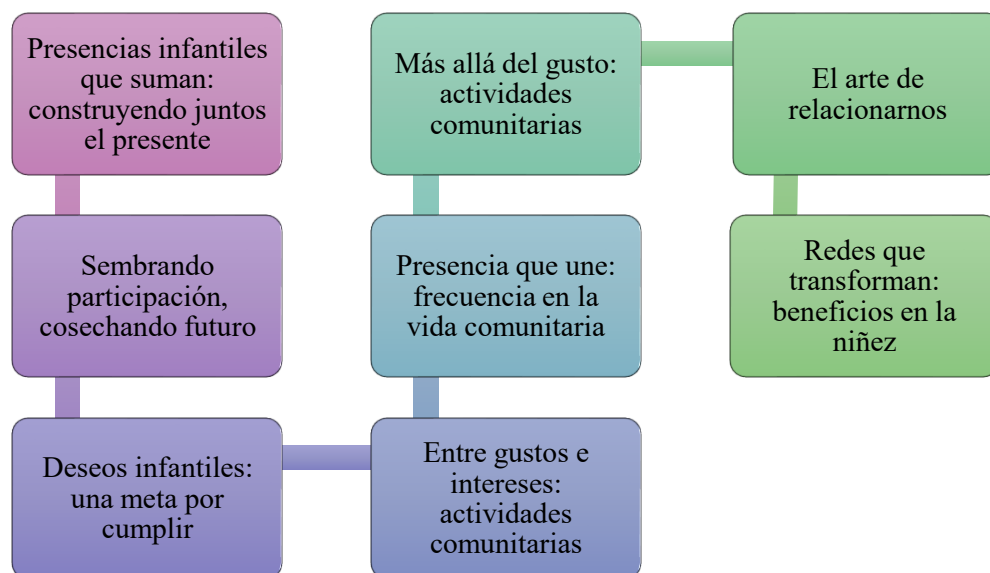 Presencias infantiles
que suman:
construyendo juntos
el presente
Sembrando
participación,
cosechando futuro
Deseos infantiles:
una meta por
cumplir
Entre gustos e
intereses:
actividades
comunitarias
Presencia que une:
frecuencia en la
vida comunitaria
Más allá del gusto:
actividades
comunitarias
El arte de
relacionarnos
Redes que
transforman:
beneficios en la
niñez